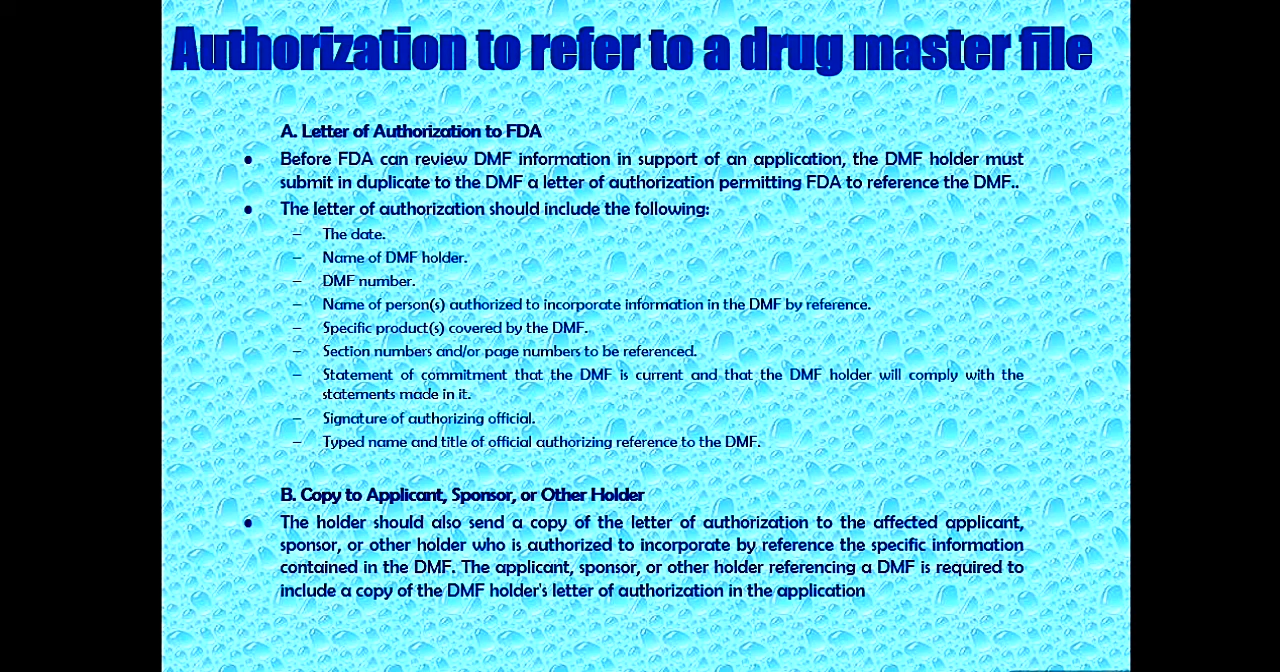 Authorization to refer to a drug master file
A. Letter of Authorization to FDA
• Before FDA can review DMF information in support of an application, the DMF holder must
submit in duplicate to the DMF a letter of authorization permitting FDA to reference the DMF..
• The letter of authorization should include the following:
– The date.
– Name of DMF holder.
– DMF number.
– Name of person(s) authorized to incorporate information in the DMF by reference.
– Specific product(s) covered by the DMF.
– Section numbers and/or page numbers to be referenced.
– Statement of commitment that the DMF is current and that the DMF holder will comply with the
statements made in it.
– Signature of authorizing official.
– Typed name and title of official authorizing reference to the DMF.
B. Copy to Applicant, Sponsor, or Other Holder
• The holder should also send a copy of the letter of authorization to the affected applicant,
sponsor, or other holder who is authorized to incorporate by reference the specific information
contained in the DMF. The applicant, sponsor, or other holder referencing a DMF is required to
include a copy of the DMF holder's letter of authorization in the application